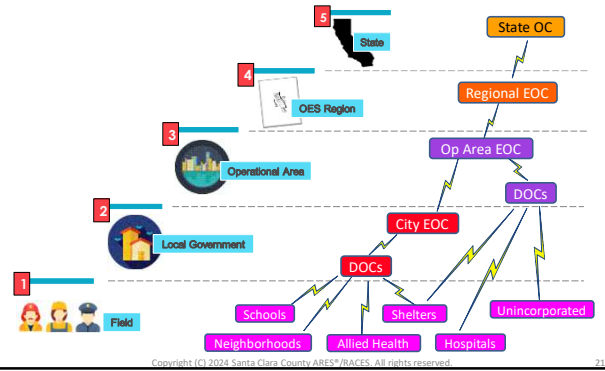 5
State
State OC
4
OES Region
Regional EOC
3
Operational Area
Op Area EOC
DOCs
2
Local Government
City EOC
DOCs
1
Field
Schools
Shelters
Unincorporated
Neighborhoods
Allied Health
Hospitals
Copyright (C) 2024 Santa Clara County ARES®/RACES. All rights reserved.
21